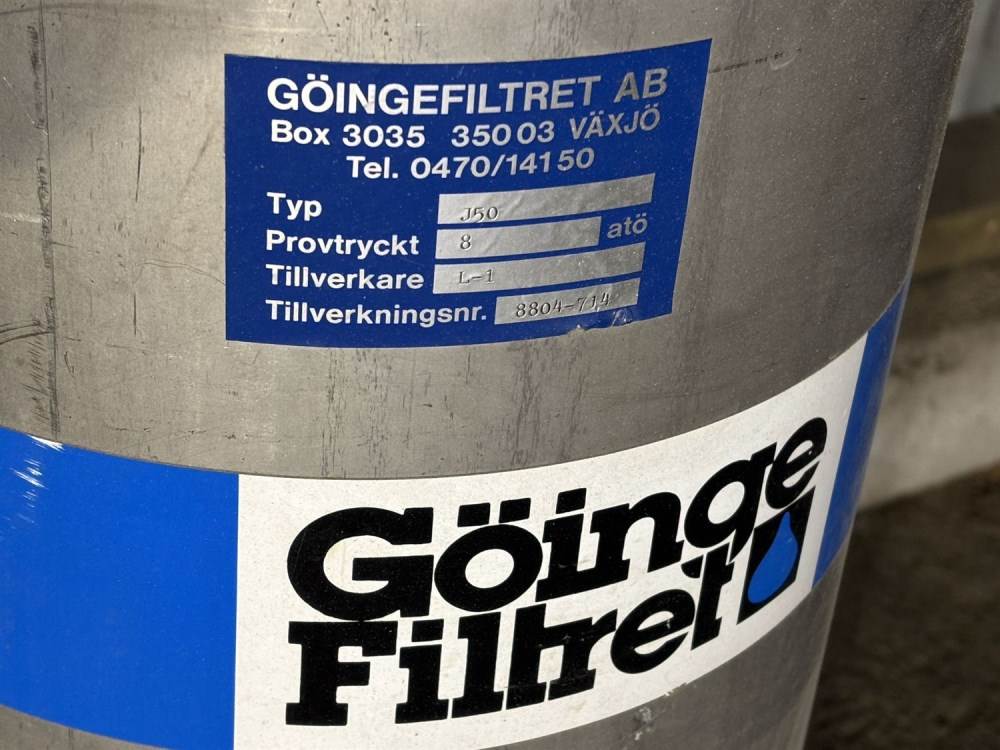 GÖINGEFILTRET AB
Box 3035 350 03 VÄXJÖ
Tel. 0470/141 50
Typ J50
Provtryckt 8 atö
Tillverkare L-1
Tillverkningsnr. 8804-714
Göinge
Filtret